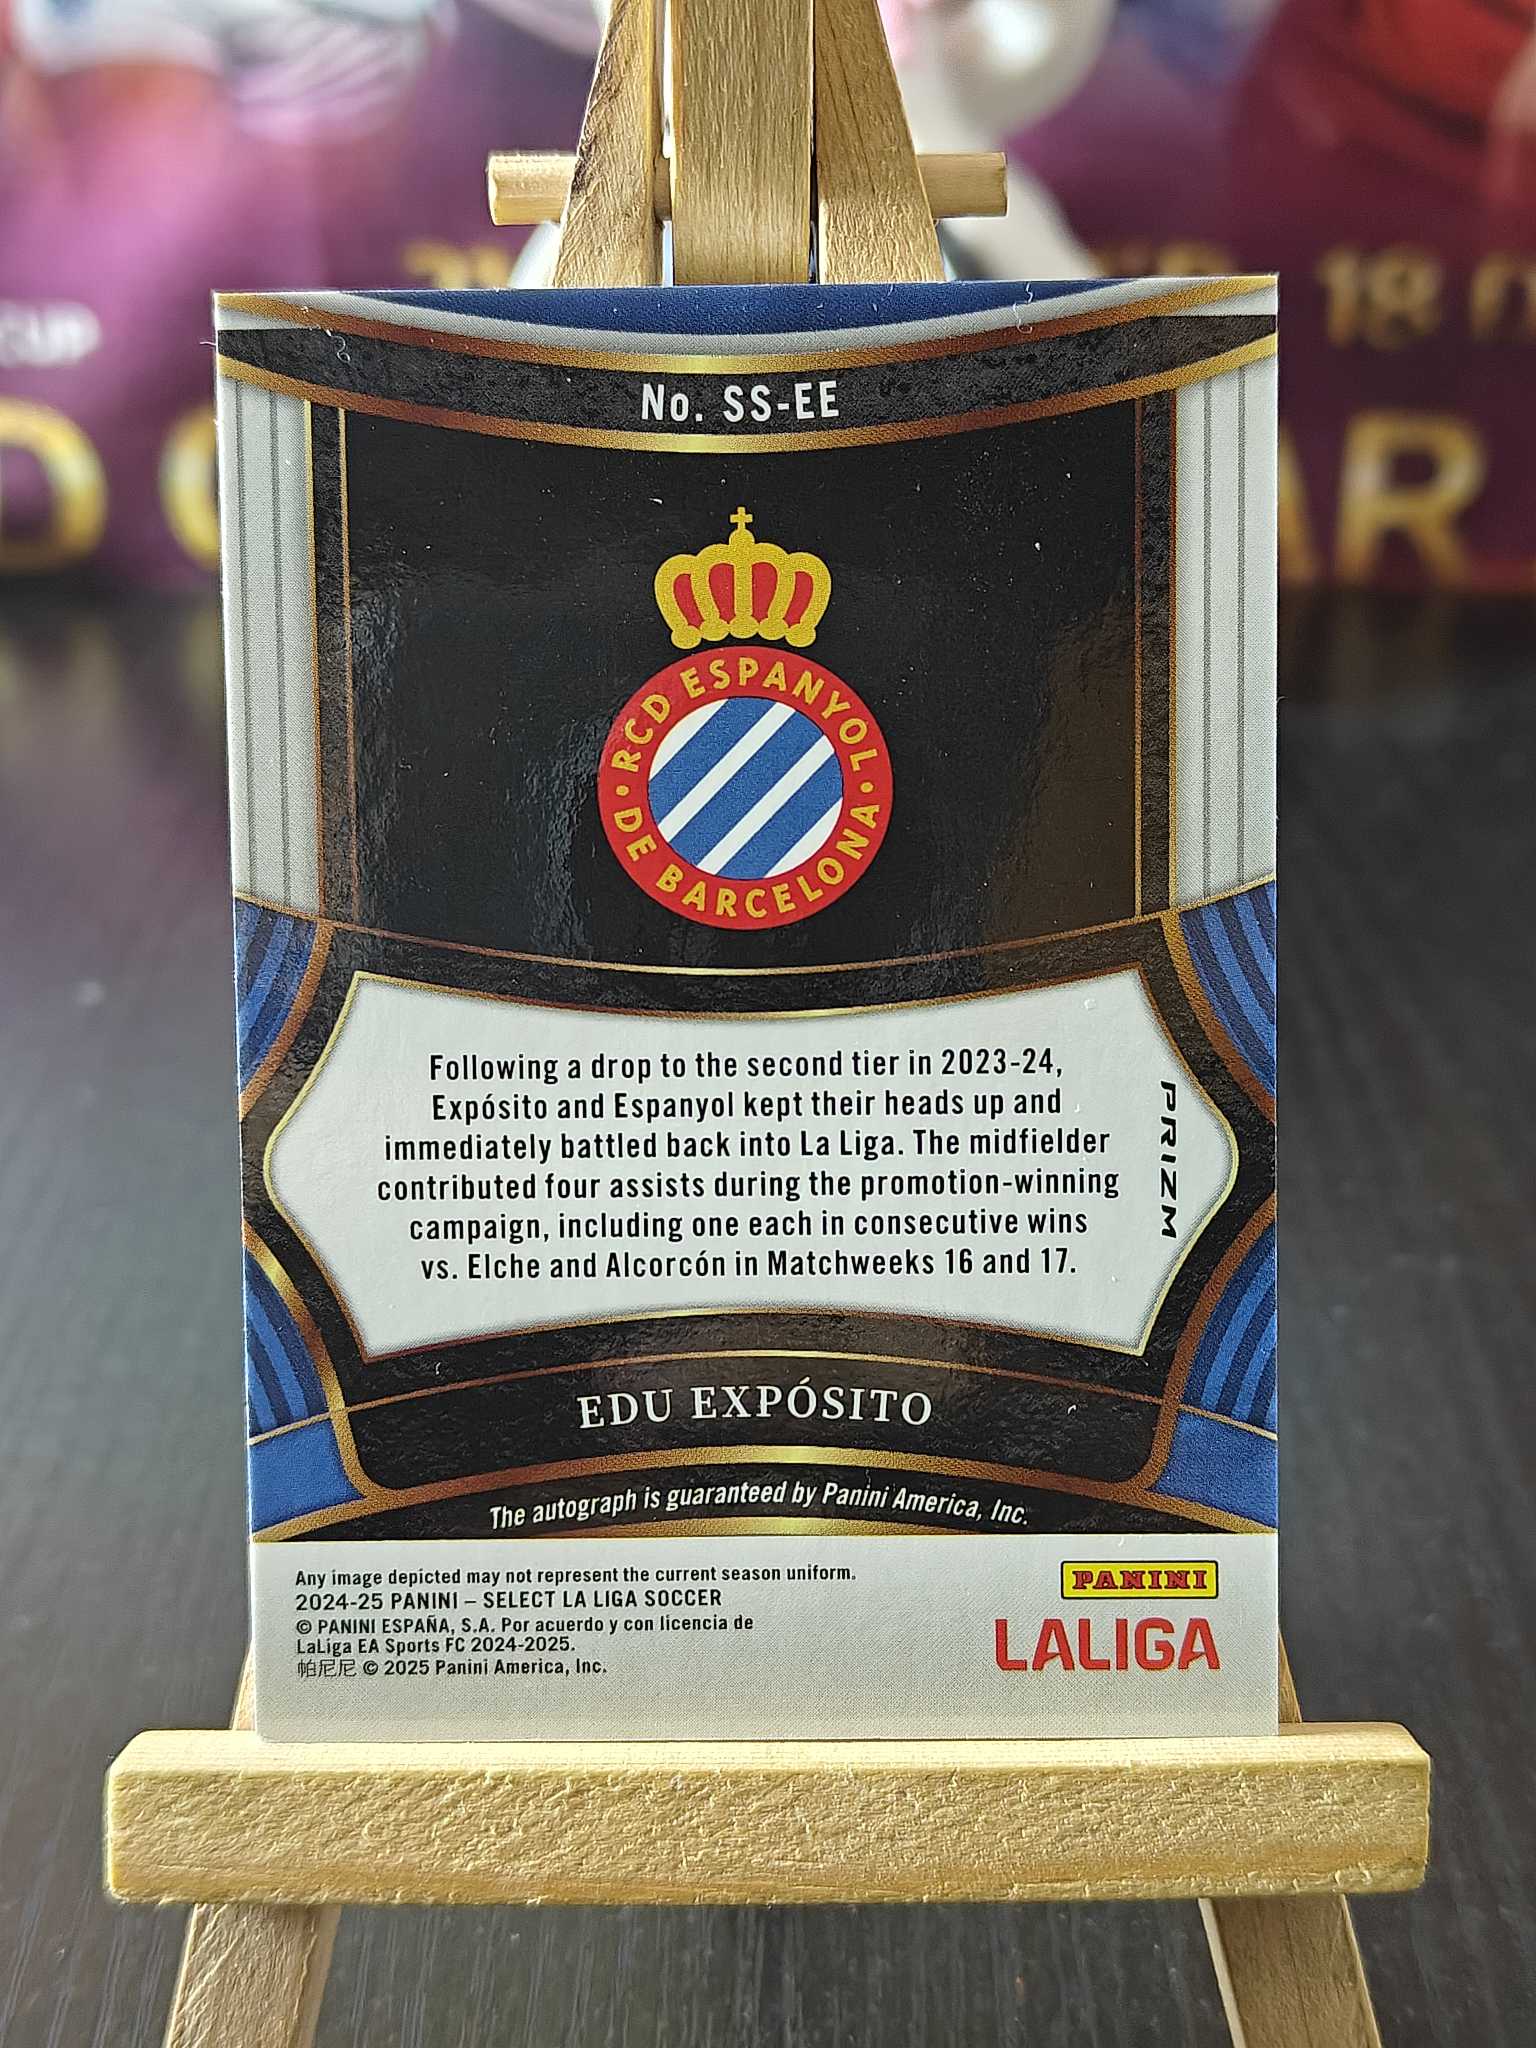 CUP
18
AR
No. SS-EE
RCD ESPANYOL
• DE BARCELONA •
Following a drop to the second tier in 2023-24,
Expósito and Espanyol kept their heads up and
immediately battled back into La Liga. The midfielder
contributed four assists during the promotion-winning
campaign, including one each in consecutive wins
vs. Elche and Alcorcón in Matchweeks 16 and 17.
PRIZM
EDU EXPÓSITO
The autograph is guaranteed by Panini America, Inc.
Any image depicted may not represent the current season uniform.
2024-25 PANINI – SELECT LA LIGA SOCCER
© PANINI ESPAÑA, S.A. Por acuerdo y con licencia de
LaLiga EA Sports FC 2024-2025.
帕尼尼 © 2025 Panini America, Inc.
PANINI
LALIGA